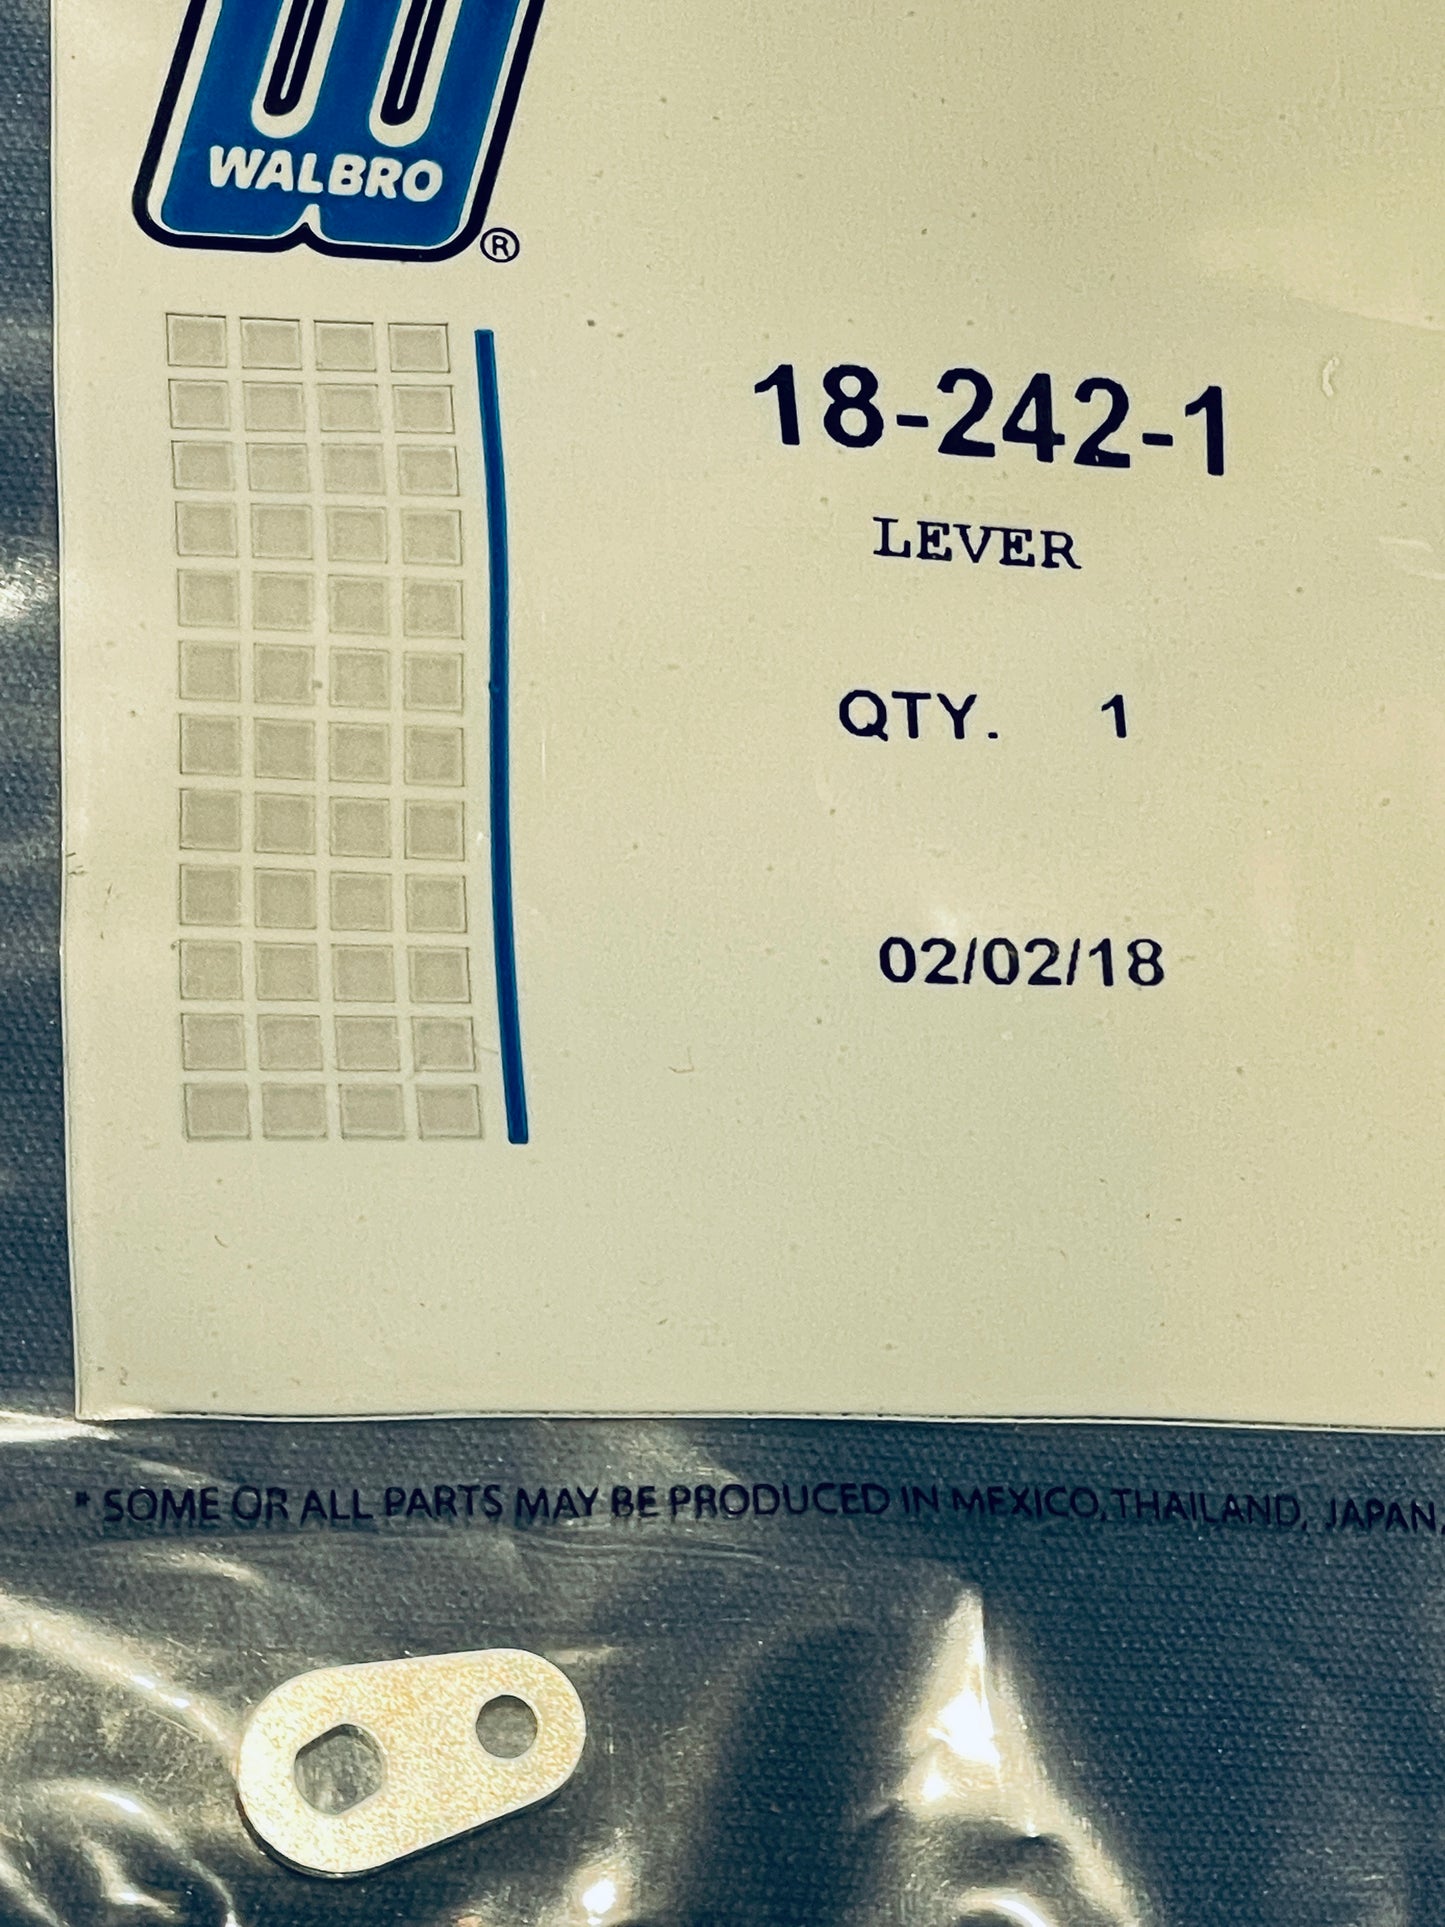 WALBRO
®
18-242-1
LEVER
QTY. 1
02/02/18
* SOME OR ALL PARTS MAY BE PRODUCED IN MEXICO, THAILAND, JAPAN,